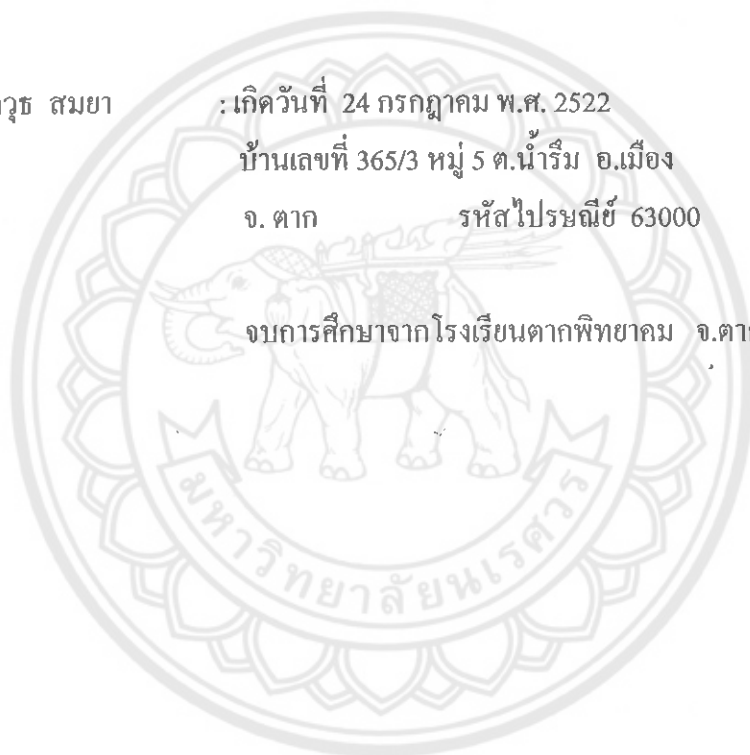 วุธ สมยา : เกิดวันที่ 24 กรกฎาคม พ.ศ. 2522
บ้านเลขที่ 365/3 หมู่ 5 ต.น้ำรึม อ.เมือง
จ. ตาก รหัสไปรษณีย์ 63000
จบการศึกษาจากโรงเรียนตากพิทยาคม จ.ตาก
มหาวิทยาลัยนเรศวร